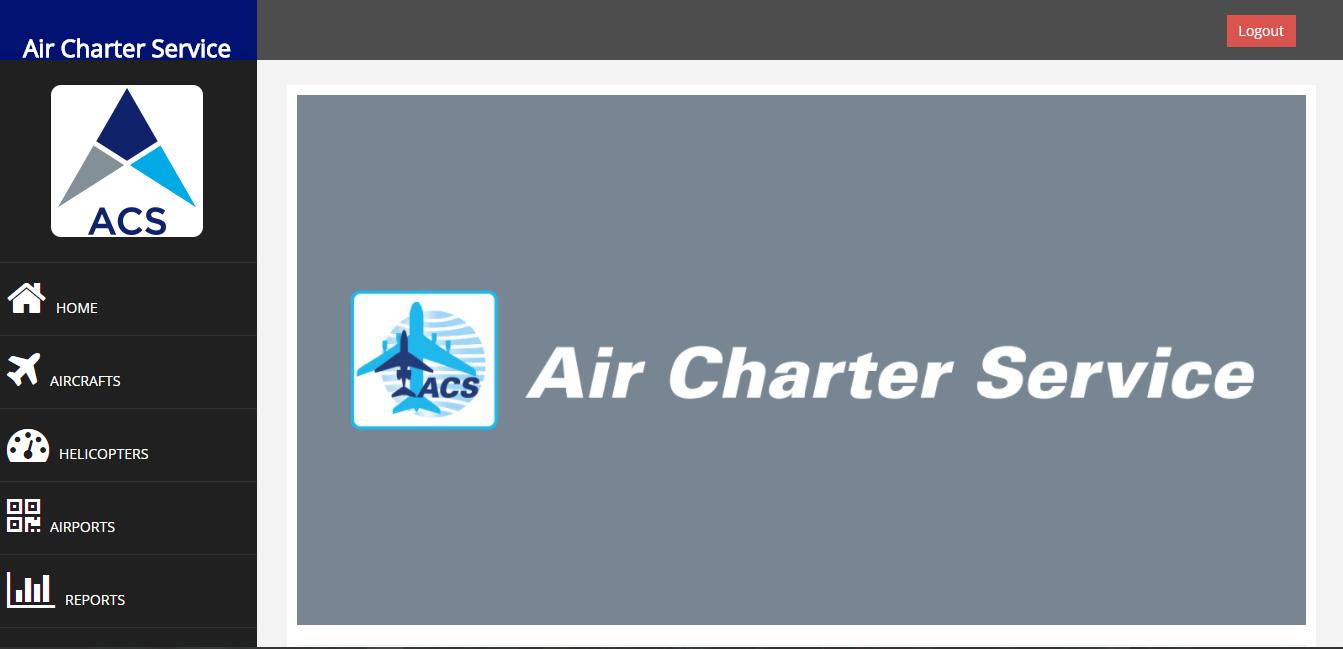 Air Charter Service
Logout
ACS
HOME
AIRCRAFTS
HELICOPTERS
AIRPORTS
REPORTS
ACS
Air Charter Service